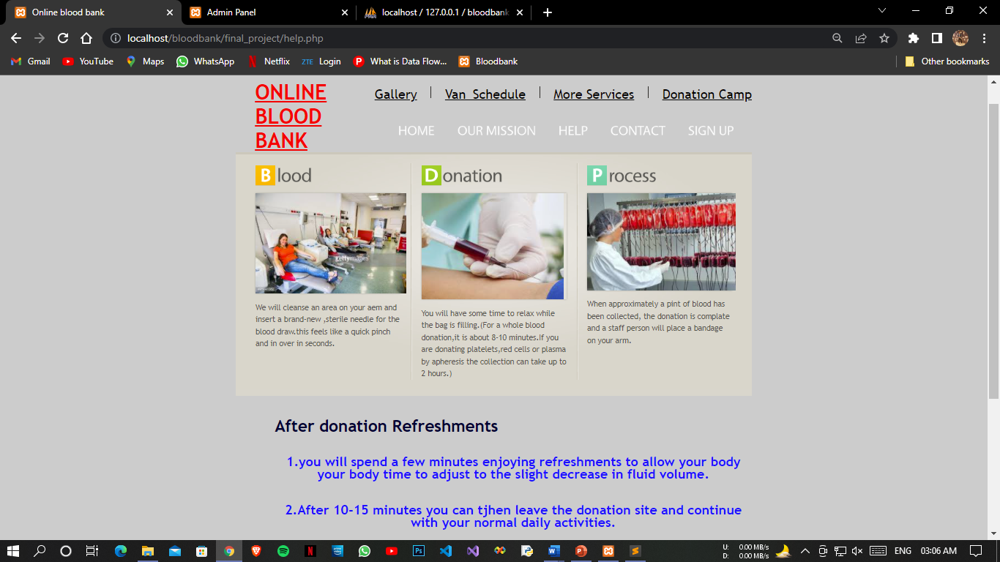 Online blood bank
Admin Panel
localhost / 127.0.0.1 / bloodbank
localhost/bloodbank/final_project/help.php
Gmail
YouTube
Maps
WhatsApp
Netflix
ZTE Login
What is Data Flow...
Bloodbank
Other bookmarks
ONLINE
BLOOD
BANK
Gallery
Van Schedule
More Services
Donation Camp
HOME
OUR MISSION
HELP
CONTACT
SIGN UP
Blood
gettyimages
We will cleanse an area on your aem and
insert a brand-new ,sterile needle for the
blood draw.this feels like a quick pinch
and in over in seconds.
Donation
You will have some time to relax while
the bag is filling.(For a whole blood
donation,it is about 8-10 minutes.If you
are donating platelets,red cells or plasma
by apheresis the collection can take up to
2 hours.)
Process
When approximately a pint of blood has
been collected, the donation is complate
and a staff person will place a bandage
on your arm.
After donation Refreshments
1.you will spend a few minutes enjoying refreshments to allow your body
your body time to adjust to the slight decrease in fluid volume.
2.After 10-15 minutes you can tjhen leave the donation site and continue
with your normal daily activities.
U: 0.00 MB/s
D: 0.00 MB/s
ENG
03:06 AM